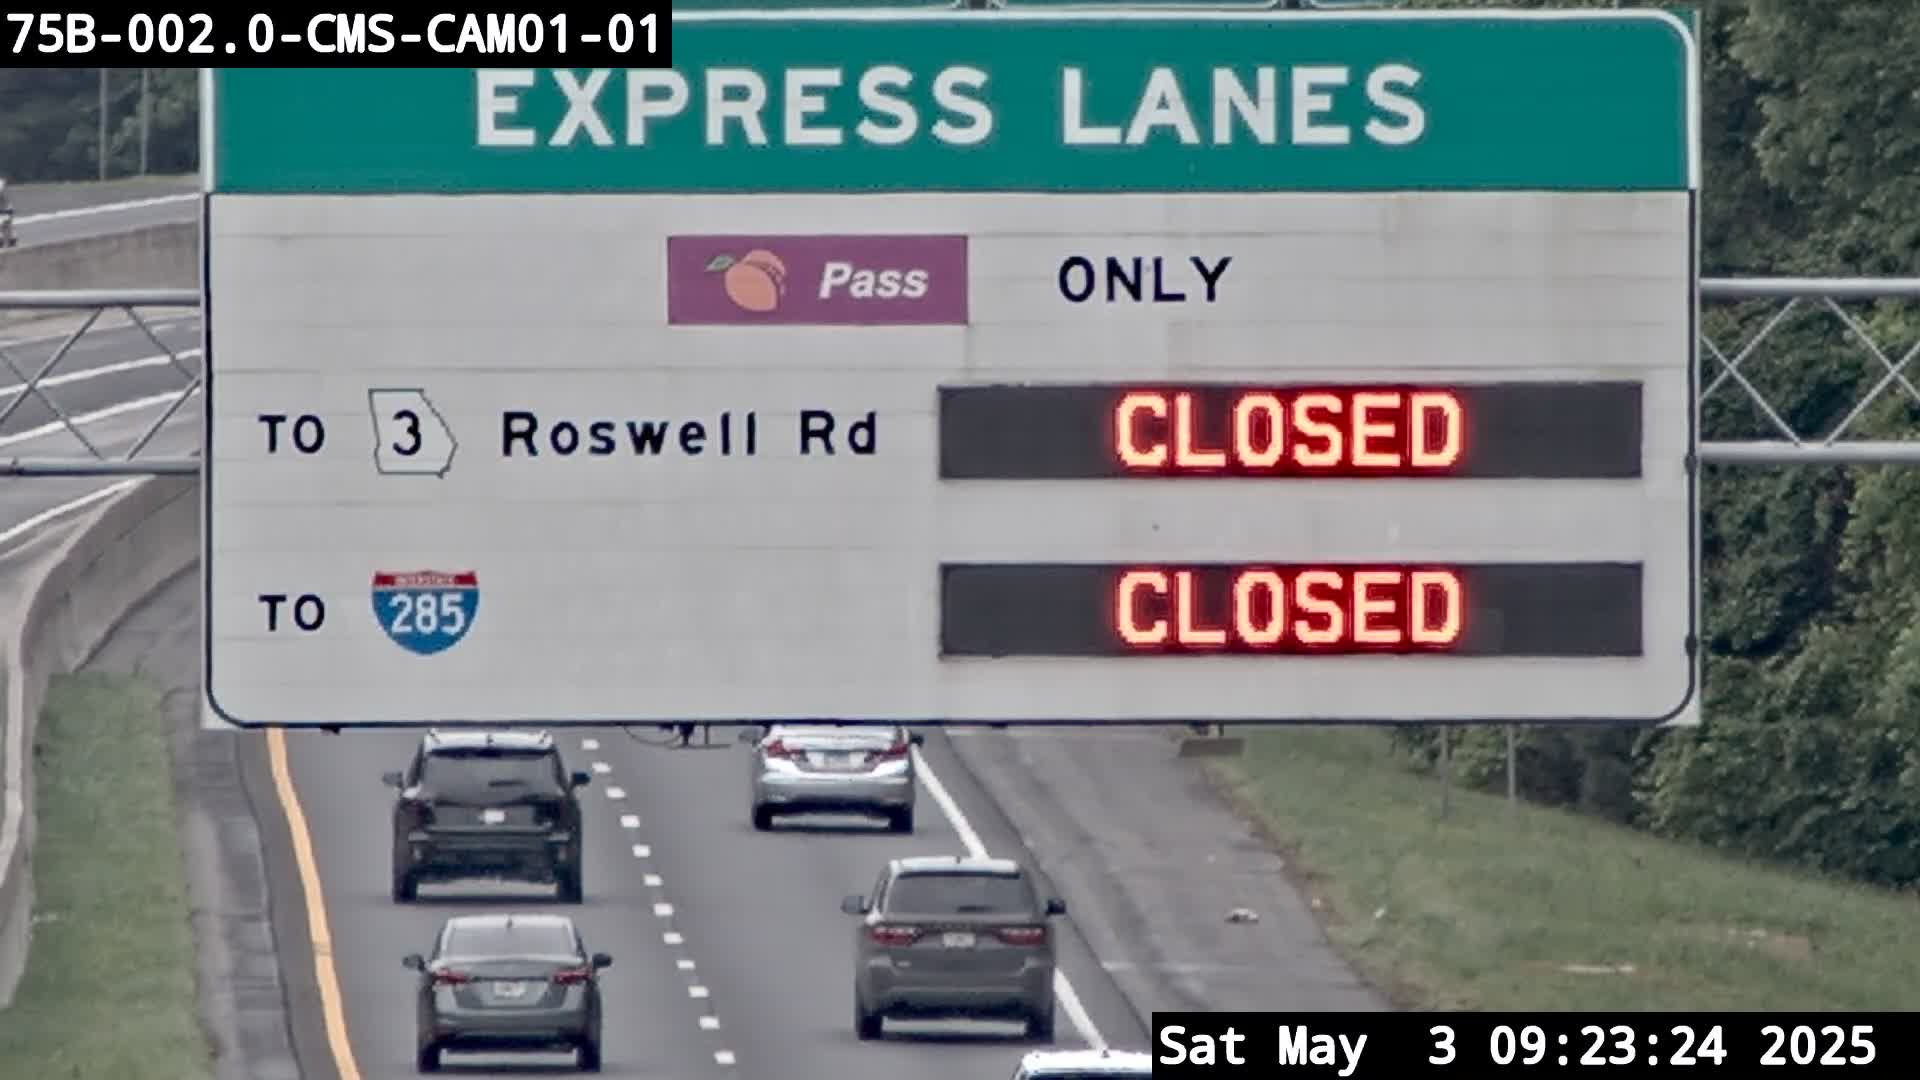 75B-002.0-CMS-CAM01-01
EXPRESS LANES
Pass ONLY
TO 3 Roswell Rd CLOSED
INTERSTATE
TO 285 CLOSED
Sat May 3 09:23:24 2025